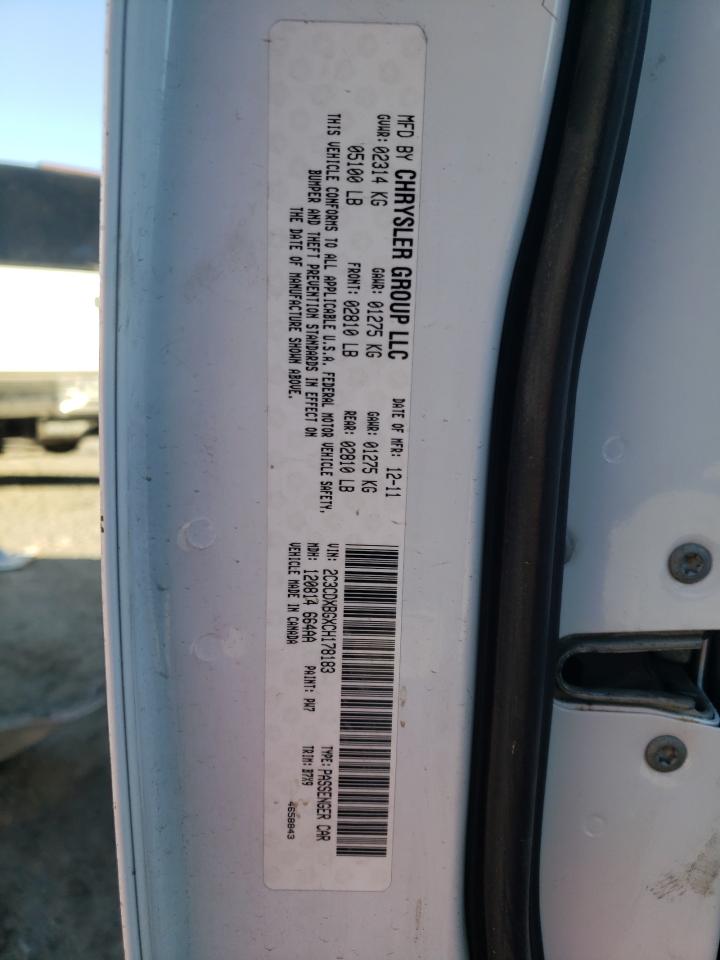 MFD BY CHRYSLER GROUP LLC DATE OF MFR: 12-11
GVWR: 02314 KG GAWR: 01275 KG GAWR: 01275 KG
05100 LB FRONT: 02810 LB REAR: 02810 LB
THIS VEHICLE CONFORMS TO ALL APPLICABLE U.S.A. FEDERAL MOTOR VEHICLE SAFETY,
BUMPER AND THEFT PREVENTION STANDARDS IN EFFECT ON
THE DATE OF MANUFACTURE SHOWN ABOVE.
VIN: 2C3CDXBGXCH178183 TYPE: PASSENGER CAR
MDH: 120814 664AA PAINT: PW7 TRIM: B7X9
VEHICLE MADE IN CANADA
4658843